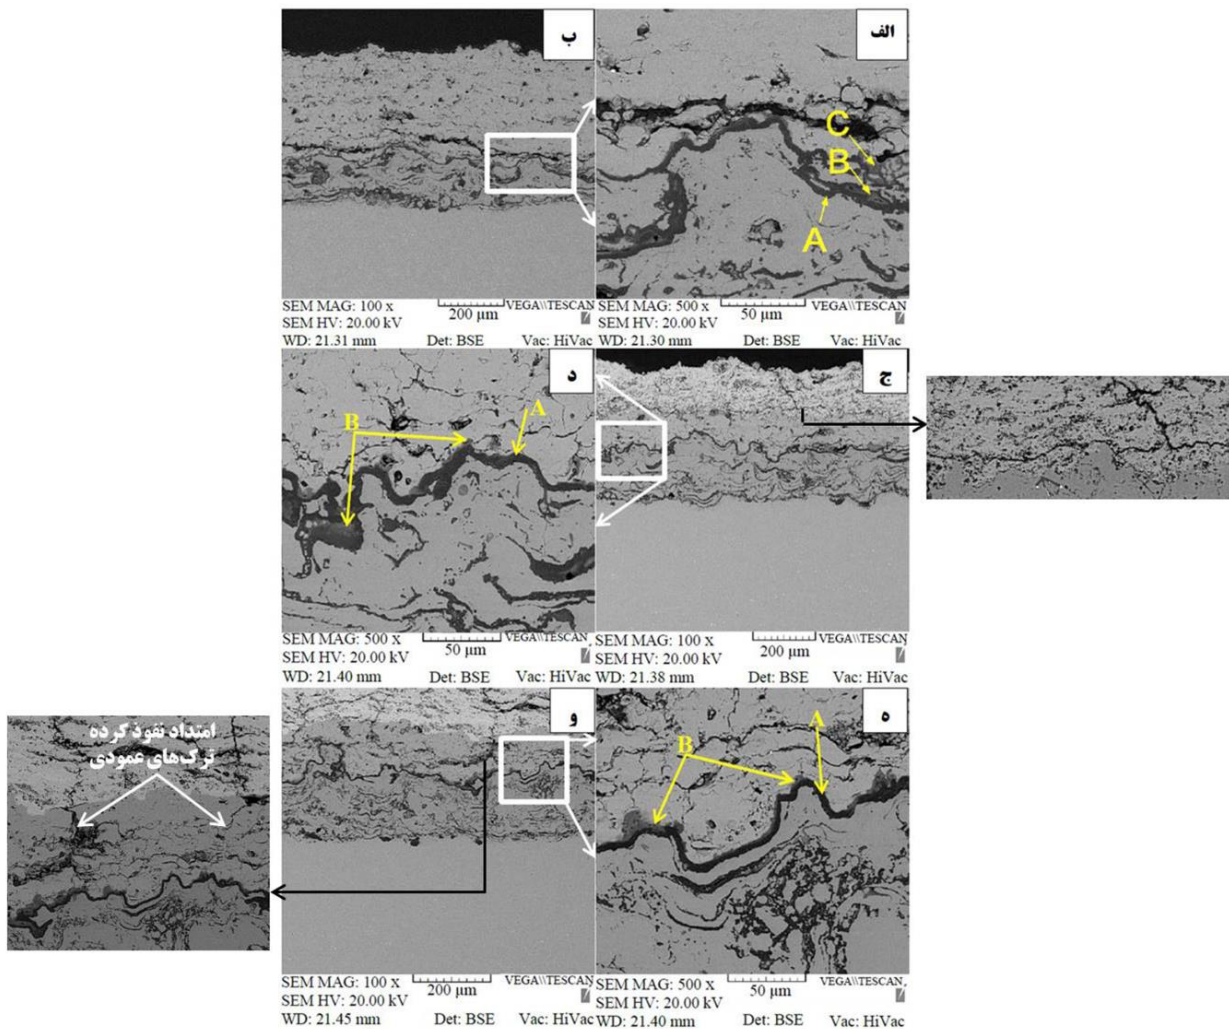 الف
ب
C
B
A
SEM MAG: 500 x
50 µm
VEGA\\TESCAN
SEM HV: 20.00 kV
WD: 21.30 mm Det: BSE Vac: HiVac
SEM MAG: 100 x
200 µm
VEGA\\TESCAN
SEM HV: 20.00 kV
WD: 21.31 mm Det: BSE Vac: HiVac
ج
د
B
A
SEM MAG: 100 x
200 µm
VEGA\\TESCAN
SEM HV: 20.00 kV
WD: 21.38 mm Det: BSE Vac: HiVac
SEM MAG: 500 x
50 µm
VEGA\\TESCAN
SEM HV: 20.00 kV
WD: 21.40 mm Det: BSE Vac: HiVac
ه
A
B
و
امتداد نفوذ کرده
ترک‌های عمودی
SEM MAG: 500 x
50 µm
VEGA\\TESCAN
SEM HV: 20.00 kV
WD: 21.40 mm Det: BSE Vac: HiVac
SEM MAG: 100 x
200 µm
VEGA\\TESCAN
SEM HV: 20.00 kV
WD: 21.45 mm Det: BSE Vac: HiVac